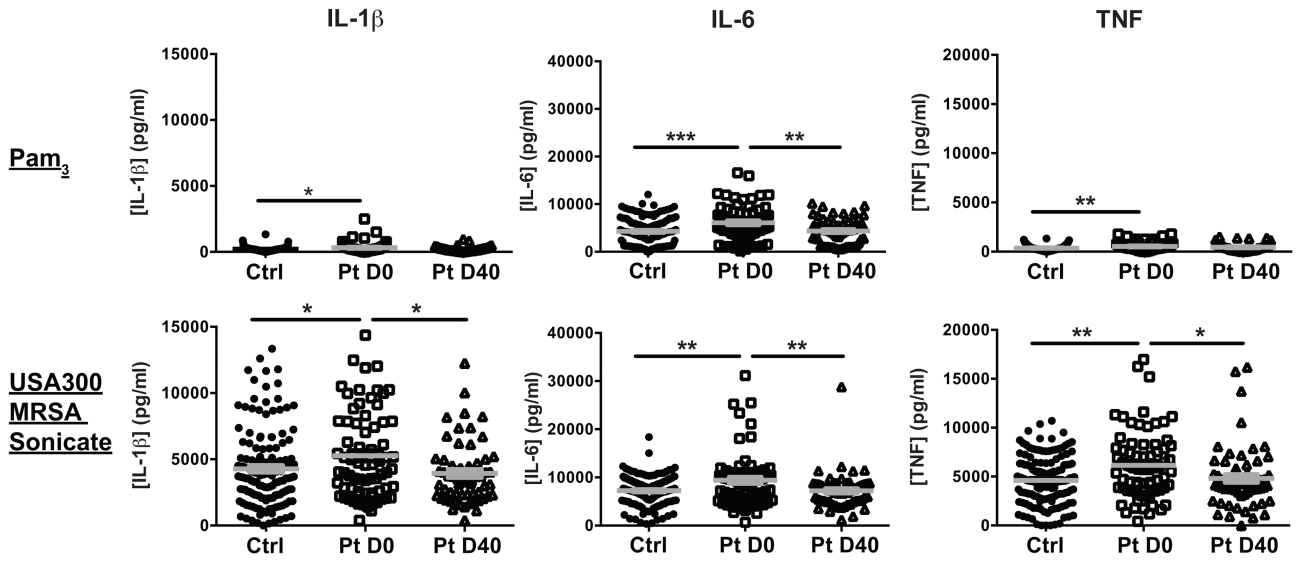 IL-1β IL-6 TNF
Pam3
[IL-1β] (pg/ml)
15000
10000
5000
0
*
Ctrl Pt D0 Pt D40
[IL-6] (pg/ml)
40000
30000
20000
10000
0
*** **
Ctrl Pt D0 Pt D40
[TNF] (pg/ml)
20000
15000
10000
5000
0
**
Ctrl Pt D0 Pt D40
USA300
MRSA
Sonicate
[IL-1β] (pg/ml)
15000
10000
5000
0
* *
Ctrl Pt D0 Pt D40
[IL-6] (pg/ml)
40000
30000
20000
10000
0
** **
Ctrl Pt D0 Pt D40
[TNF] (pg/ml)
20000
15000
10000
5000
0
** *
Ctrl Pt D0 Pt D40